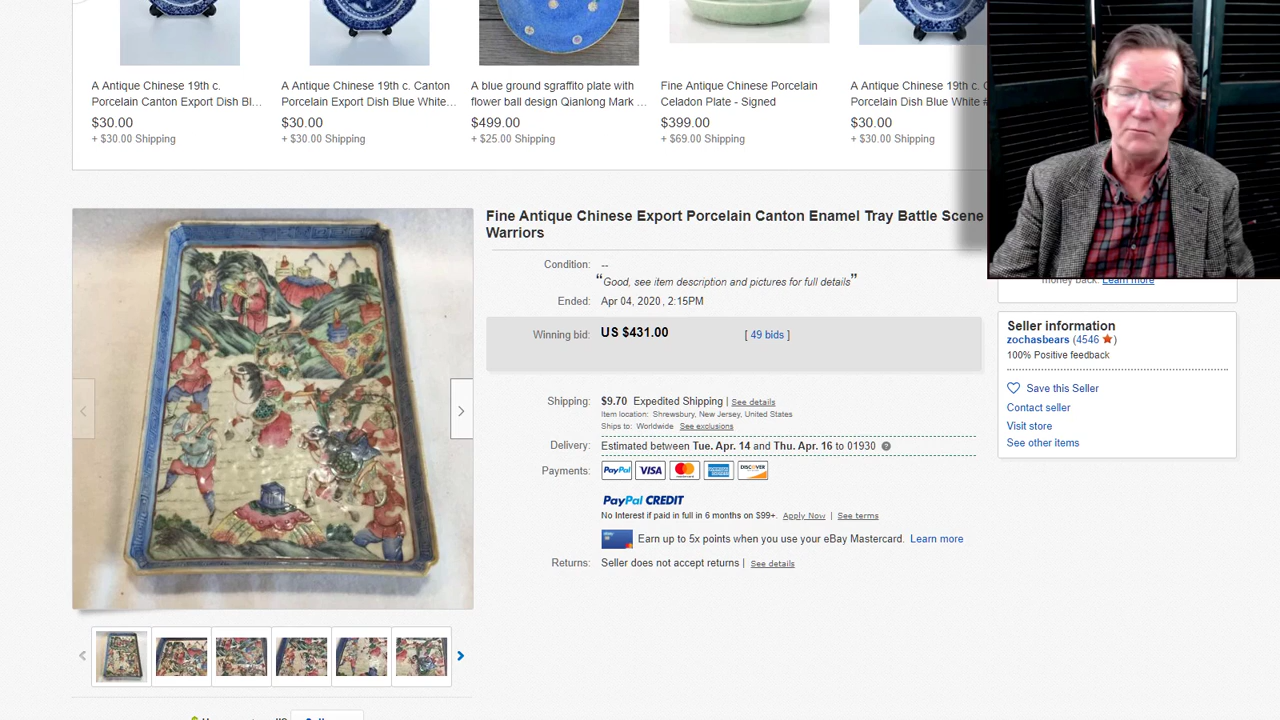 A Antique Chinese 19th c.
Porcelain Canton Export Dish Bl...
$30.00
+ $30.00 Shipping
A Antique Chinese 19th c. Canton
Porcelain Export Dish Blue White...
$30.00
+ $30.00 Shipping
A blue ground sgraffito plate with
flower ball design Qianlong Mark ...
$499.00
+ $25.00 Shipping
Fine Antique Chinese Porcelain
Celadon Plate - Signed
$399.00
+ $69.00 Shipping
A Antique Chinese 19th c.
Porcelain Dish Blue White
$30.00
+ $30.00 Shipping
Fine Antique Chinese Export Porcelain Canton Enamel Tray Battle Scene
Warriors
Condition: --
“Good, see item description and pictures for full details”
Ended: Apr 04, 2020 , 2:15PM
Winning bid: US $431.00 [ 49 bids ]
Shipping: $9.70 Expedited Shipping | See details
Item location: Shrewsbury, New Jersey, United States
Ships to: Worldwide See exclusions
Delivery: Estimated between Tue. Apr. 14 and Thu. Apr. 16 to 01930
Payments: PayPal VISA MasterCard AMERICAN EXPRESS DISCOVER
PayPal CREDIT
No Interest if paid in full in 6 months on $99+. Apply Now | See terms
Earn up to 5x points when you use your eBay Mastercard. Learn more
Returns: Seller does not accept returns | See details
money back. Learn more
Seller information
zochasbears (4546 )
100% Positive feedback
Save this Seller
Contact seller
Visit store
See other items